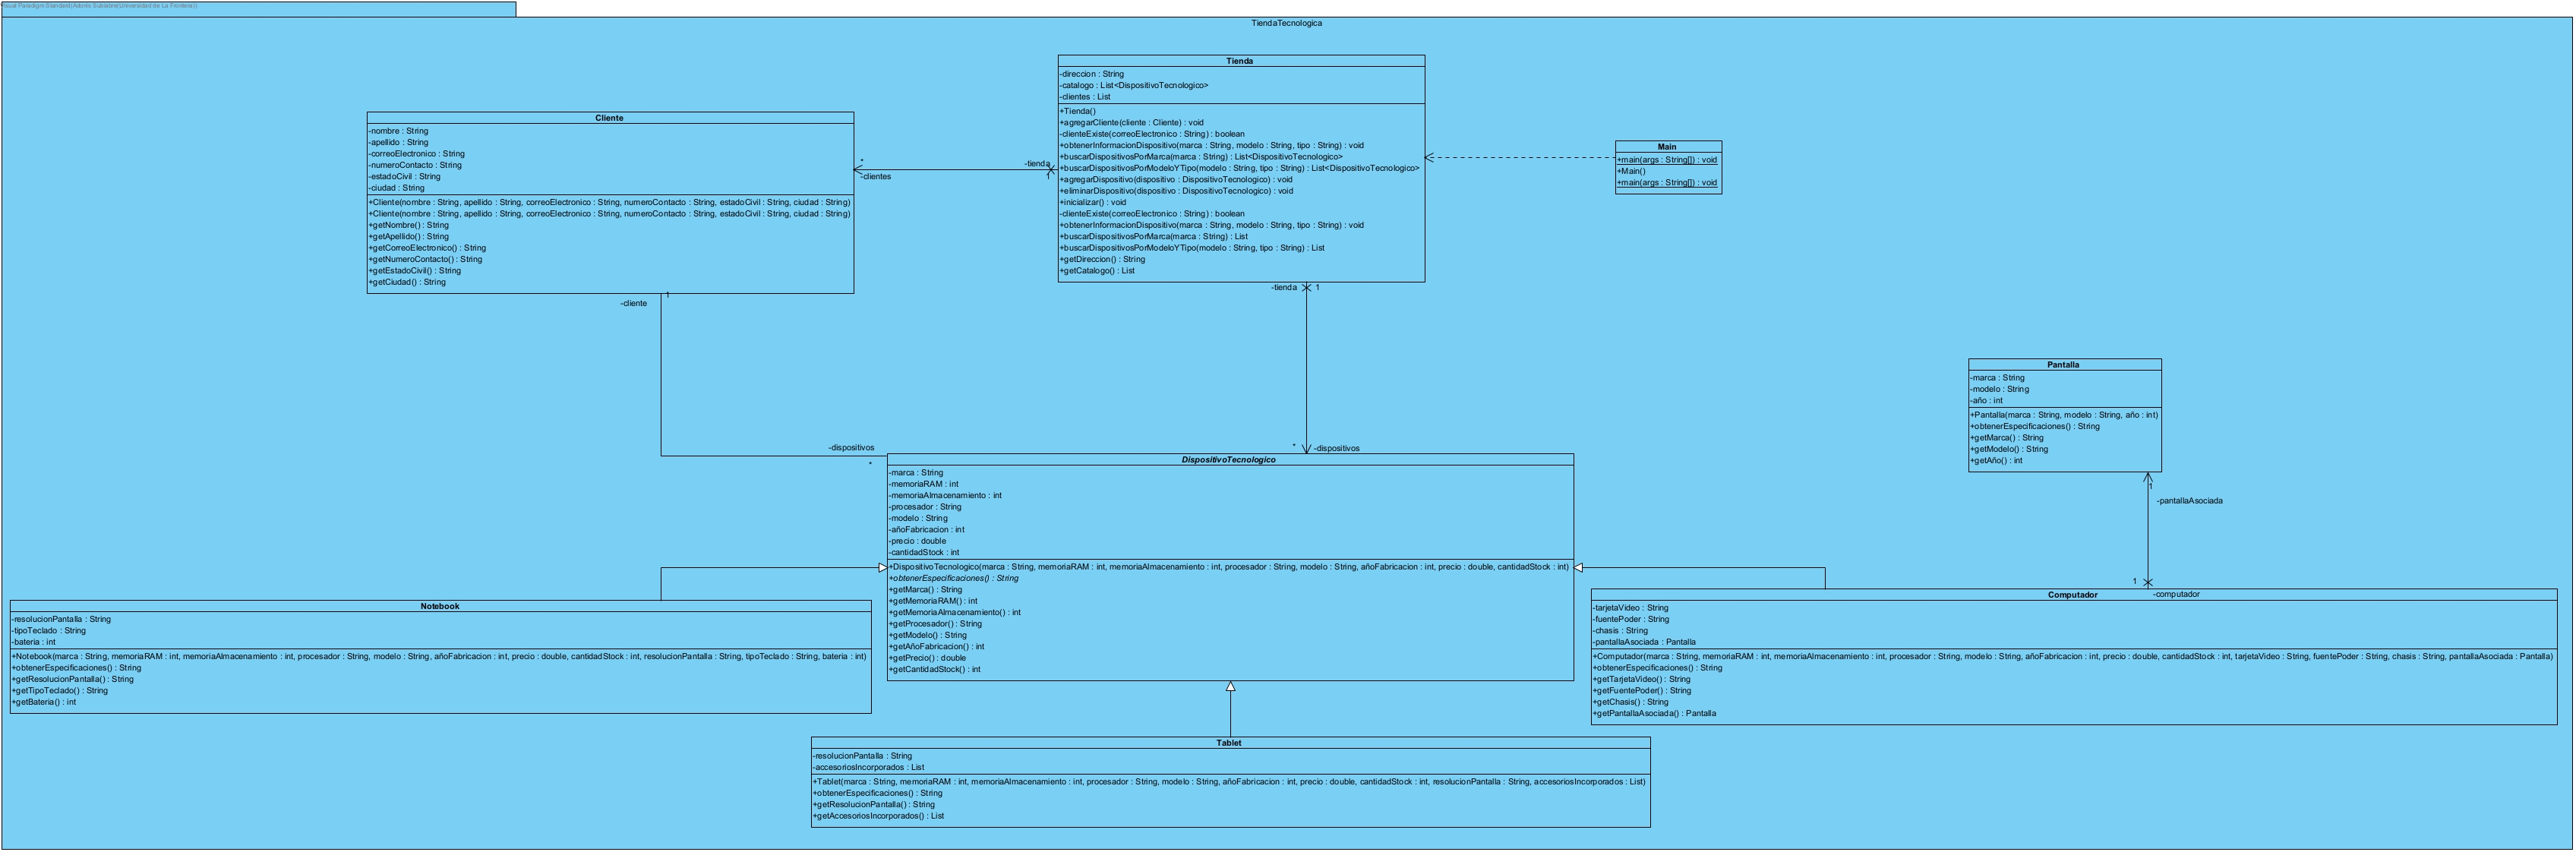 Visual Paradigm Standard(Adonis Subiabre(Universidad de La Frontera))
TiendaTecnologica
Tienda
-direccion : String
-catalogo : List<DispositivoTecnologico>
-clientes : List
+Tienda()
+agregarCliente(cliente : Cliente) : void
-clienteExiste(correoElectronico : String) : boolean
+obtenerInformacionDispositivo(marca : String, modelo : String, tipo : String) : void
+buscarDispositivosPorMarca(marca : String) : List<DispositivoTecnologico>
+buscarDispositivosPorModeloYTipo(modelo : String, tipo : String) : List<DispositivoTecnologico>
+agregarDispositivo(dispositivo : DispositivoTecnologico) : void
+eliminarDispositivo(dispositivo : DispositivoTecnologico) : void
+inicializar() : void
-clienteExiste(correoElectronico : String) : boolean
+obtenerInformacionDispositivo(marca : String, modelo : String, tipo : String) : void
+buscarDispositivosPorMarca(marca : String) : List
+buscarDispositivosPorModeloYTipo(modelo : String, tipo : String) : List
+getDireccion() : String
+getCatalogo() : List
Cliente
-nombre : String
-apellido : String
-correoElectronico : String
-numeroContacto : String
-estadoCivil : String
-ciudad : String
+Cliente(nombre : String, apellido : String, correoElectronico : String, numeroContacto : String, estadoCivil : String, ciudad : String)
+Cliente(nombre : String, apellido : String, correoElectronico : String, numeroContacto : String, estadoCivil : String, ciudad : String)
+getNombre() : String
+getApellido() : String
+getCorreoElectronico() : String
+getNumeroContacto() : String
+getEstadoCivil() : String
+getCiudad() : String
*
-clientes
-tienda
1
Main
+main(args : String[]) : void
+Main()
+main(args : String[]) : void
-cliente
1
-tienda
1
-dispositivos
*
*
-dispositivos
Pantalla
-marca : String
-modelo : String
-año : int
+Pantalla(marca : String, modelo : String, año : int)
+obtenerEspecificaciones() : String
+getMarca() : String
+getModelo() : String
+getAño() : int
1
-pantallaAsociada
1
-computador
DispositivoTecnologico
-marca : String
-memoriaRAM : int
-memoriaAlmacenamiento : int
-procesador : String
-modelo : String
-añoFabricacion : int
-precio : double
-cantidadStock : int
+DispositivoTecnologico(marca : String, memoriaRAM : int, memoriaAlmacenamiento : int, procesador : String, modelo : String, añoFabricacion : int, precio : double, cantidadStock : int)
+obtenerEspecificaciones() : String
+getMarca() : String
+getMemoriaRAM() : int
+getMemoriaAlmacenamiento() : int
+getProcesador() : String
+getModelo() : String
+getAñoFabricacion() : int
+getPrecio() : double
+getCantidadStock() : int
Notebook
-resolucionPantalla : String
-tipoTeclado : String
-bateria : int
+Notebook(marca : String, memoriaRAM : int, memoriaAlmacenamiento : int, procesador : String, modelo : String, añoFabricacion : int, precio : double, cantidadStock : int, resolucionPantalla : String, tipoTeclado : String, bateria : int)
+obtenerEspecificaciones() : String
+getResolucionPantalla() : String
+getTipoTeclado() : String
+getBateria() : int
Computador
-tarjetaVideo : String
-fuentePoder : String
-chasis : String
-pantallaAsociada : Pantalla
+Computador(marca : String, memoriaRAM : int, memoriaAlmacenamiento : int, procesador : String, modelo : String, añoFabricacion : int, precio : double, cantidadStock : int, tarjetaVideo : String, fuentePoder : String, chasis : String, pantallaAsociada : Pantalla)
+obtenerEspecificaciones() : String
+getTarjetaVideo() : String
+getFuentePoder() : String
+getChasis() : String
+getPantallaAsociada() : Pantalla
Tablet
-resolucionPantalla : String
-accesoriosIncorporados : List
+Tablet(marca : String, memoriaRAM : int, memoriaAlmacenamiento : int, procesador : String, modelo : String, añoFabricacion : int, precio : double, cantidadStock : int, resolucionPantalla : String, accesoriosIncorporados : List)
+obtenerEspecificaciones() : String
+getResolucionPantalla() : String
+getAccesoriosIncorporados() : List